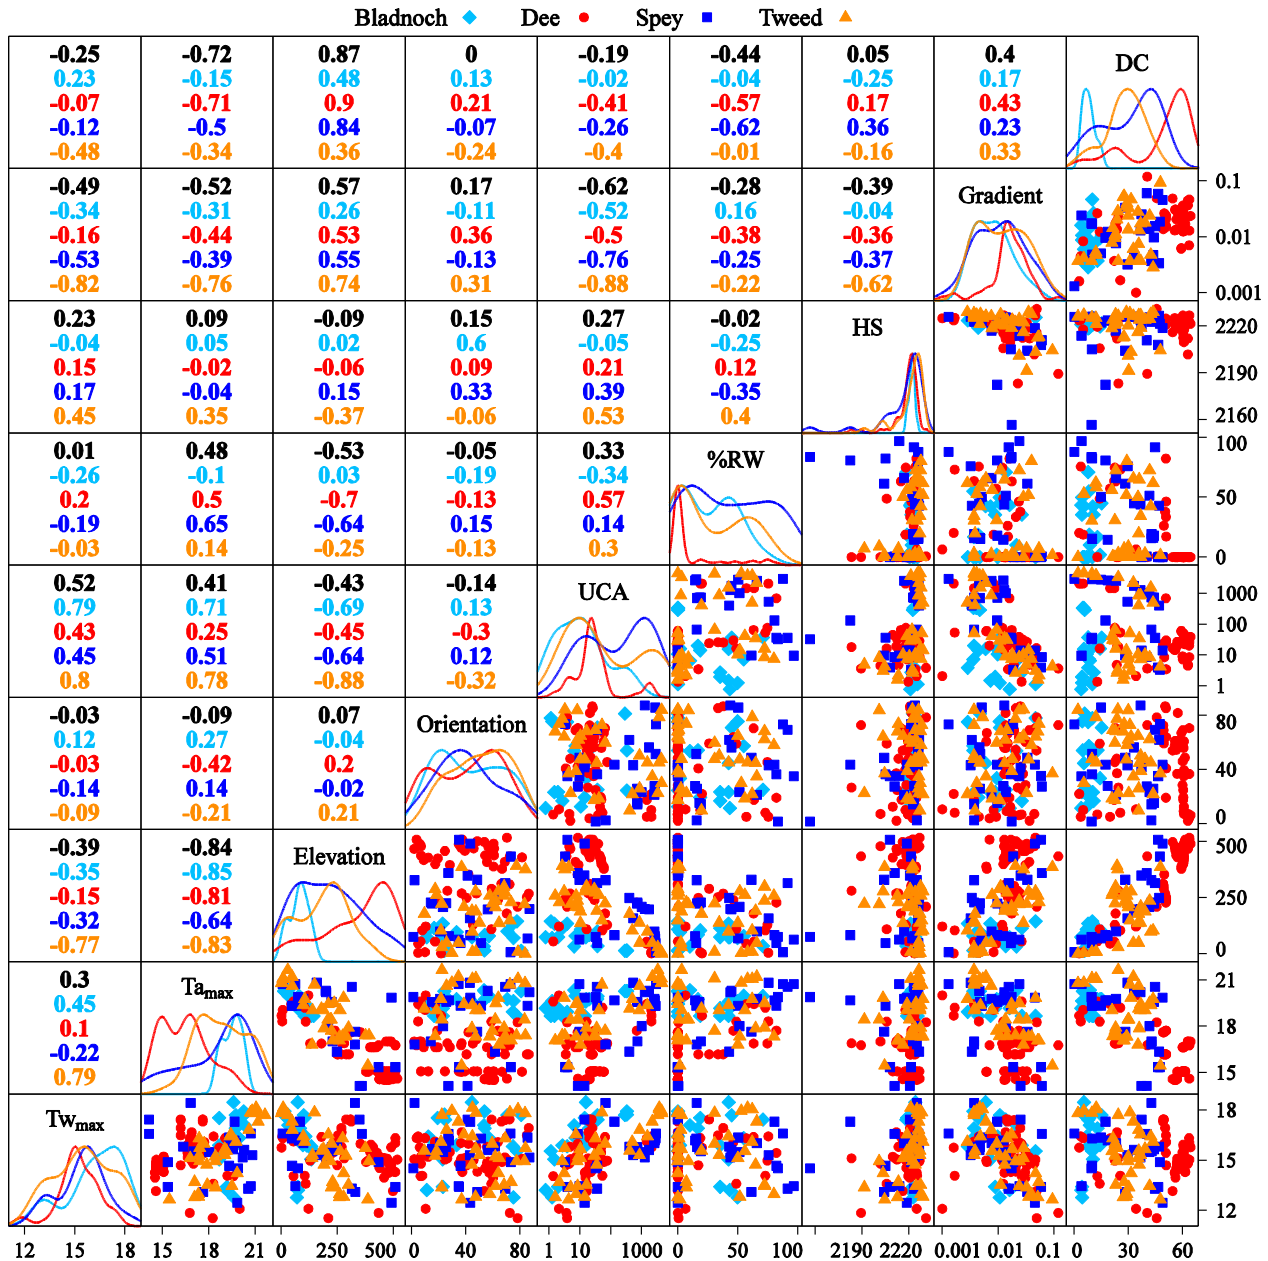 Bladnoch Dee Spey Tweed
-0.25 -0.72 0.87 0 -0.19 -0.44 0.05 0.4 DC
0.23 -0.15 0.48 0.13 -0.02 -0.04 -0.25 0.17
-0.07 -0.71 0.9 0.21 -0.41 -0.57 0.17 0.43
-0.12 -0.5 0.84 -0.07 -0.26 -0.62 0.36 0.23
-0.48 -0.34 0.36 -0.24 -0.4 -0.01 -0.16 0.33
-0.49 -0.52 0.57 0.17 -0.62 -0.28 -0.39 Gradient 0.1
-0.34 -0.31 0.26 -0.11 -0.52 0.16 -0.04
-0.16 -0.44 0.53 0.36 -0.5 -0.38 -0.36 0.01
-0.53 -0.39 0.55 -0.13 -0.76 -0.25 -0.37
-0.82 -0.76 0.74 0.31 -0.88 -0.22 -0.62 0.001
0.23 0.09 -0.09 0.15 0.27 -0.02 HS 2220
-0.04 0.05 0.02 0.6 -0.05 -0.25
0.15 -0.02 -0.06 0.09 0.21 0.12 2190
0.17 -0.04 0.15 0.33 0.39 -0.35
0.45 0.35 -0.37 -0.06 0.53 0.4 2160
0.01 0.48 -0.53 -0.05 0.33 %RW 100
-0.26 -0.1 0.03 -0.19 -0.34
0.2 0.5 -0.7 -0.13 0.57 50
-0.19 0.65 -0.64 0.15 0.14
-0.03 0.14 -0.25 -0.13 0.3 0
0.52 0.41 -0.43 -0.14 UCA 1000
0.79 0.71 -0.69 0.13
0.43 0.25 -0.45 -0.3 100
0.45 0.51 -0.64 0.12 10
0.8 0.78 -0.88 -0.32 1
-0.03 -0.09 0.07 Orientation 80
0.12 0.27 -0.04
-0.03 -0.42 0.2 40
-0.14 0.14 -0.02
-0.09 -0.21 0.21 0
-0.39 -0.84 Elevation 500
-0.35 -0.85
-0.15 -0.81 250
-0.32 -0.64
-0.77 -0.83 0
0.3 Tamax 21
0.45
0.1 18
-0.22
0.79 15
Twmax 18
15
12
12 15 18 15 18 21 0 250 500 0 40 80 1 10 1000 0 50 100 2190 2220 0.001 0.01 0.1 0 30 60